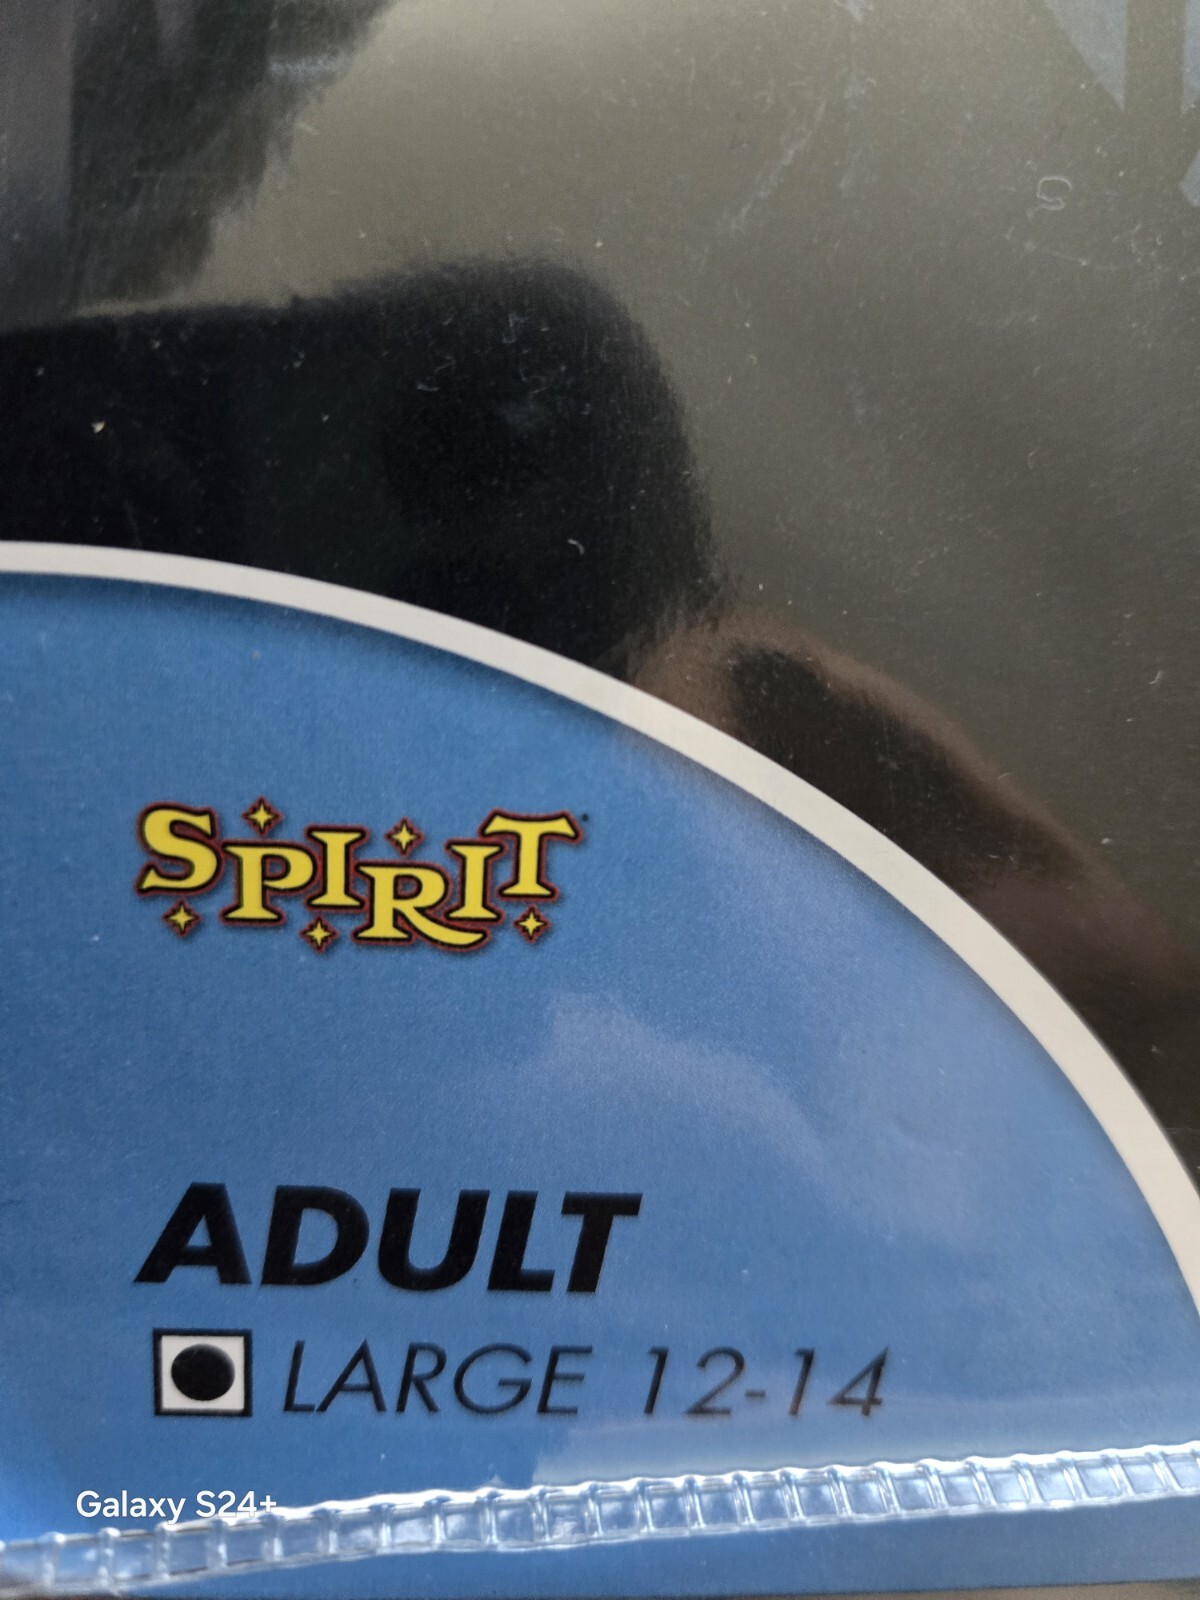 SPIRIT
ADULT
LARGE 12-14
Galaxy S24+